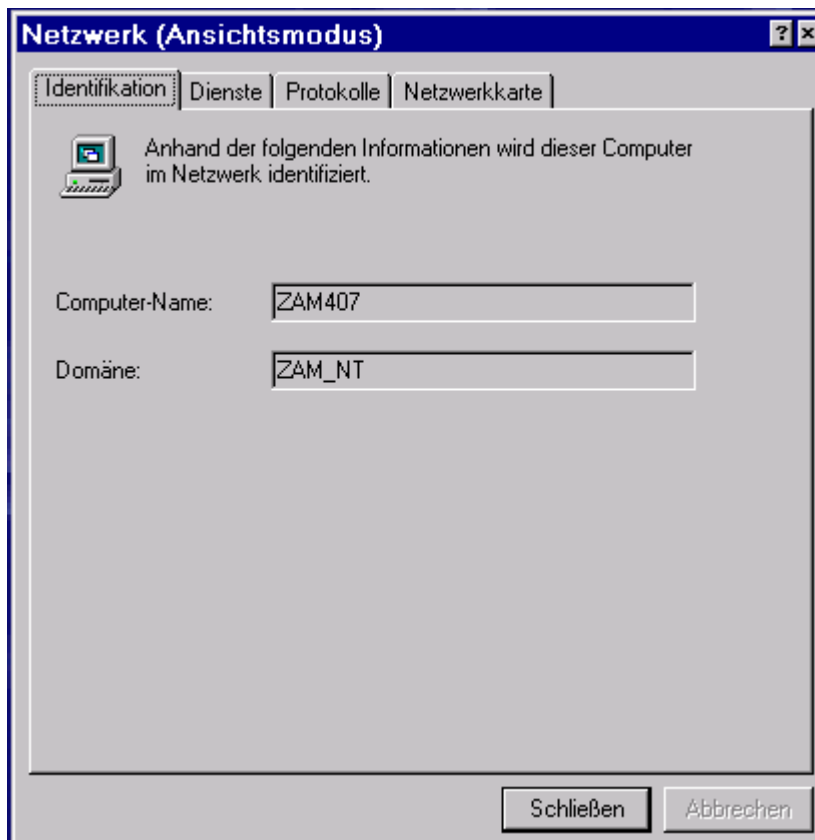 Netzwerk (Ansichtsmodus)
Identifikation Dienste Protokolle Netzwerkkarte
Anhand der folgenden Informationen wird dieser Computer
im Netzwerk identifiziert.
Computer-Name: ZAM407
Domäne: ZAM_NT
Schließen Abbrechen